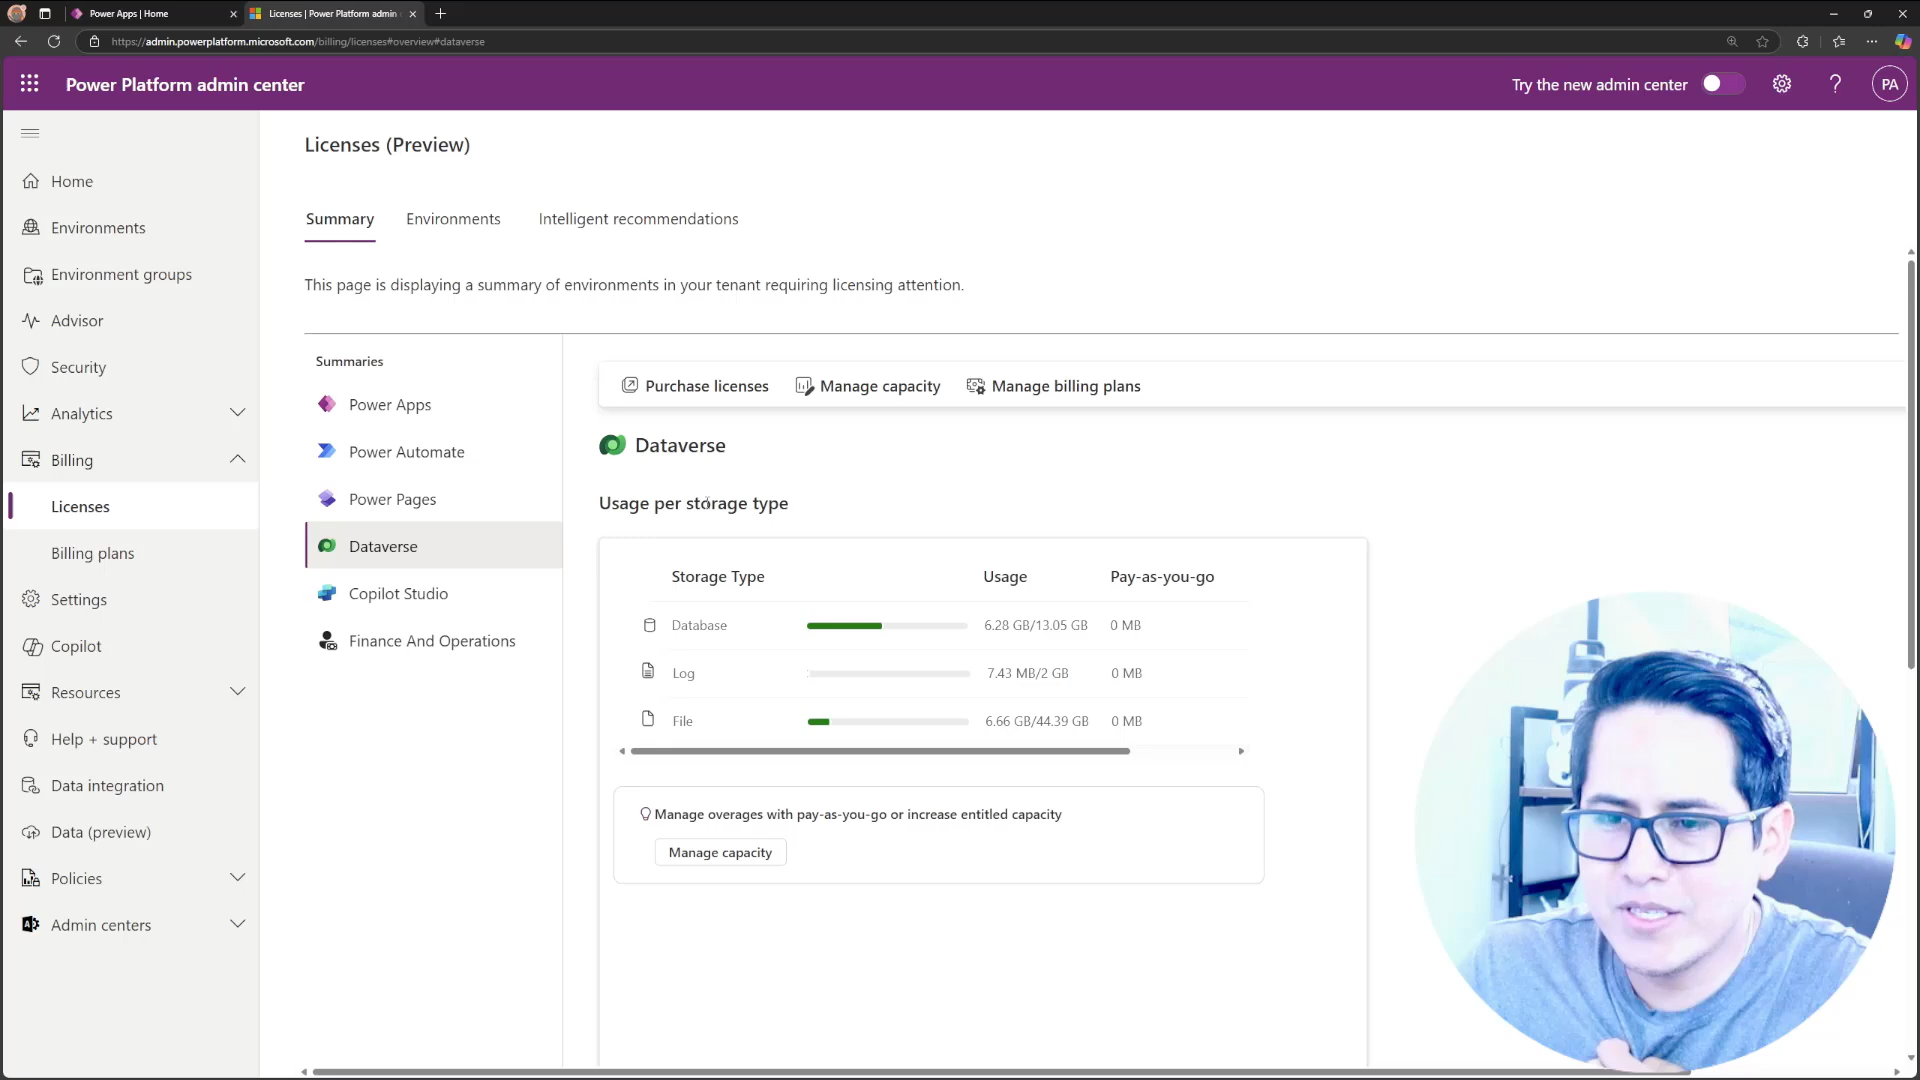 Power Apps | Home
Licenses | Power Platform admin
https://admin.powerplatform.microsoft.com/billing/licenses#overview#dataverse
Power Platform admin center
Try the new admin center
PA
Licenses (Preview)
Home
Environments
Environment groups
Advisor
Security
Analytics
Billing
Licenses
Billing plans
Settings
Copilot
Resources
Help + support
Data integration
Data (preview)
Policies
Admin centers
Summary
Environments
Intelligent recommendations
This page is displaying a summary of environments in your tenant requiring licensing attention.
Summaries
Power Apps
Power Automate
Power Pages
Dataverse
Copilot Studio
Finance And Operations
Purchase licenses
Manage capacity
Manage billing plans
Dataverse
Usage per storage type
Storage Type Usage Pay-as-you-go
Database 6.28 GB/13.05 GB 0 MB
Log 7.43 MB/2 GB 0 MB
File 6.66 GB/44.39 GB 0 MB
Manage overages with pay-as-you-go or increase entitled capacity
Manage capacity